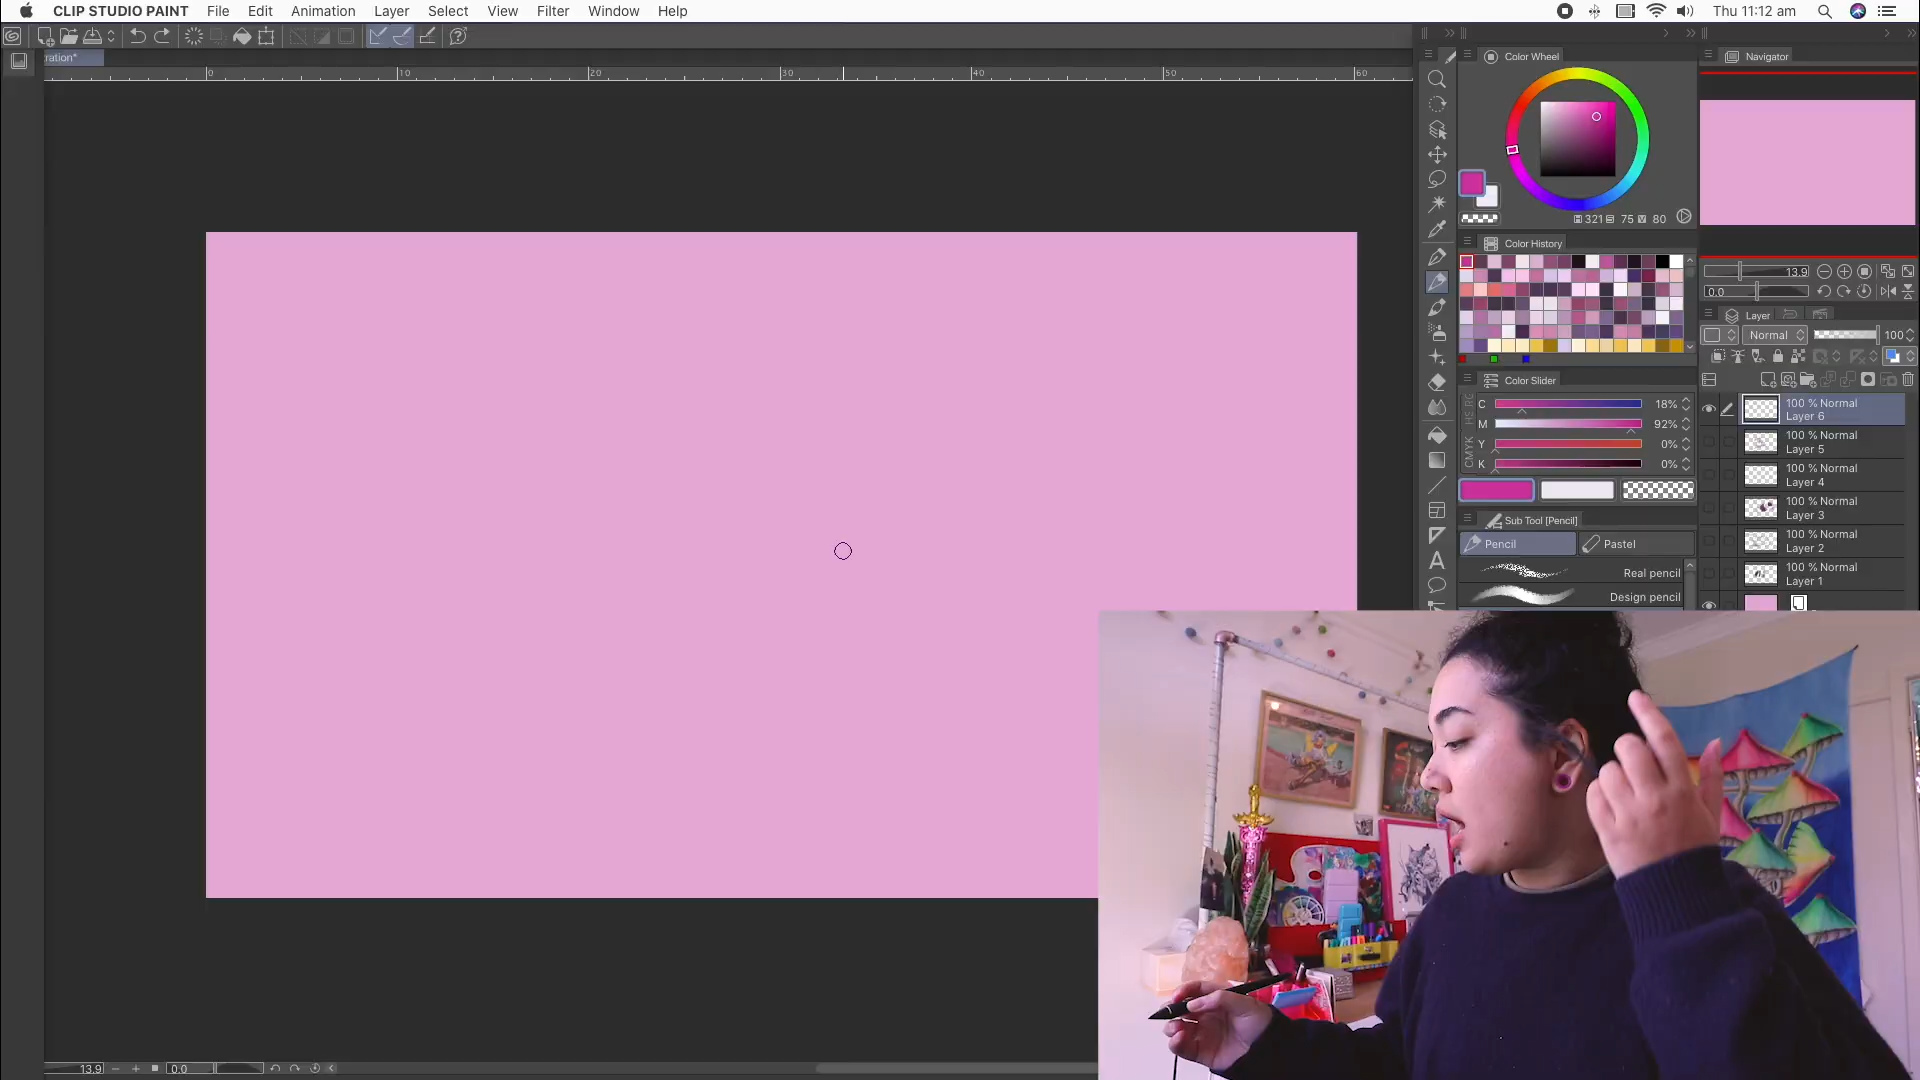 CLIP STUDIO PAINT File Edit Animation Layer Select View Filter Window Help Thu 11:12 am
ration*
0 10 20 30 40 50 60
Color Wheel
321 75 80
Color History
Color Slider
C 18%
M 92%
Y 0%
K 0%
CMYK
Sub Tool [Pencil]
Pencil Pastel
Real pencil
Design pencil
Navigator
13.9
0.0
Layer
Normal 100
100 % Normal
Layer 6
100 % Normal
Layer 5
100 % Normal
Layer 4
100 % Normal
Layer 3
100 % Normal
Layer 2
100 % Normal
Layer 1
13.9 0.0